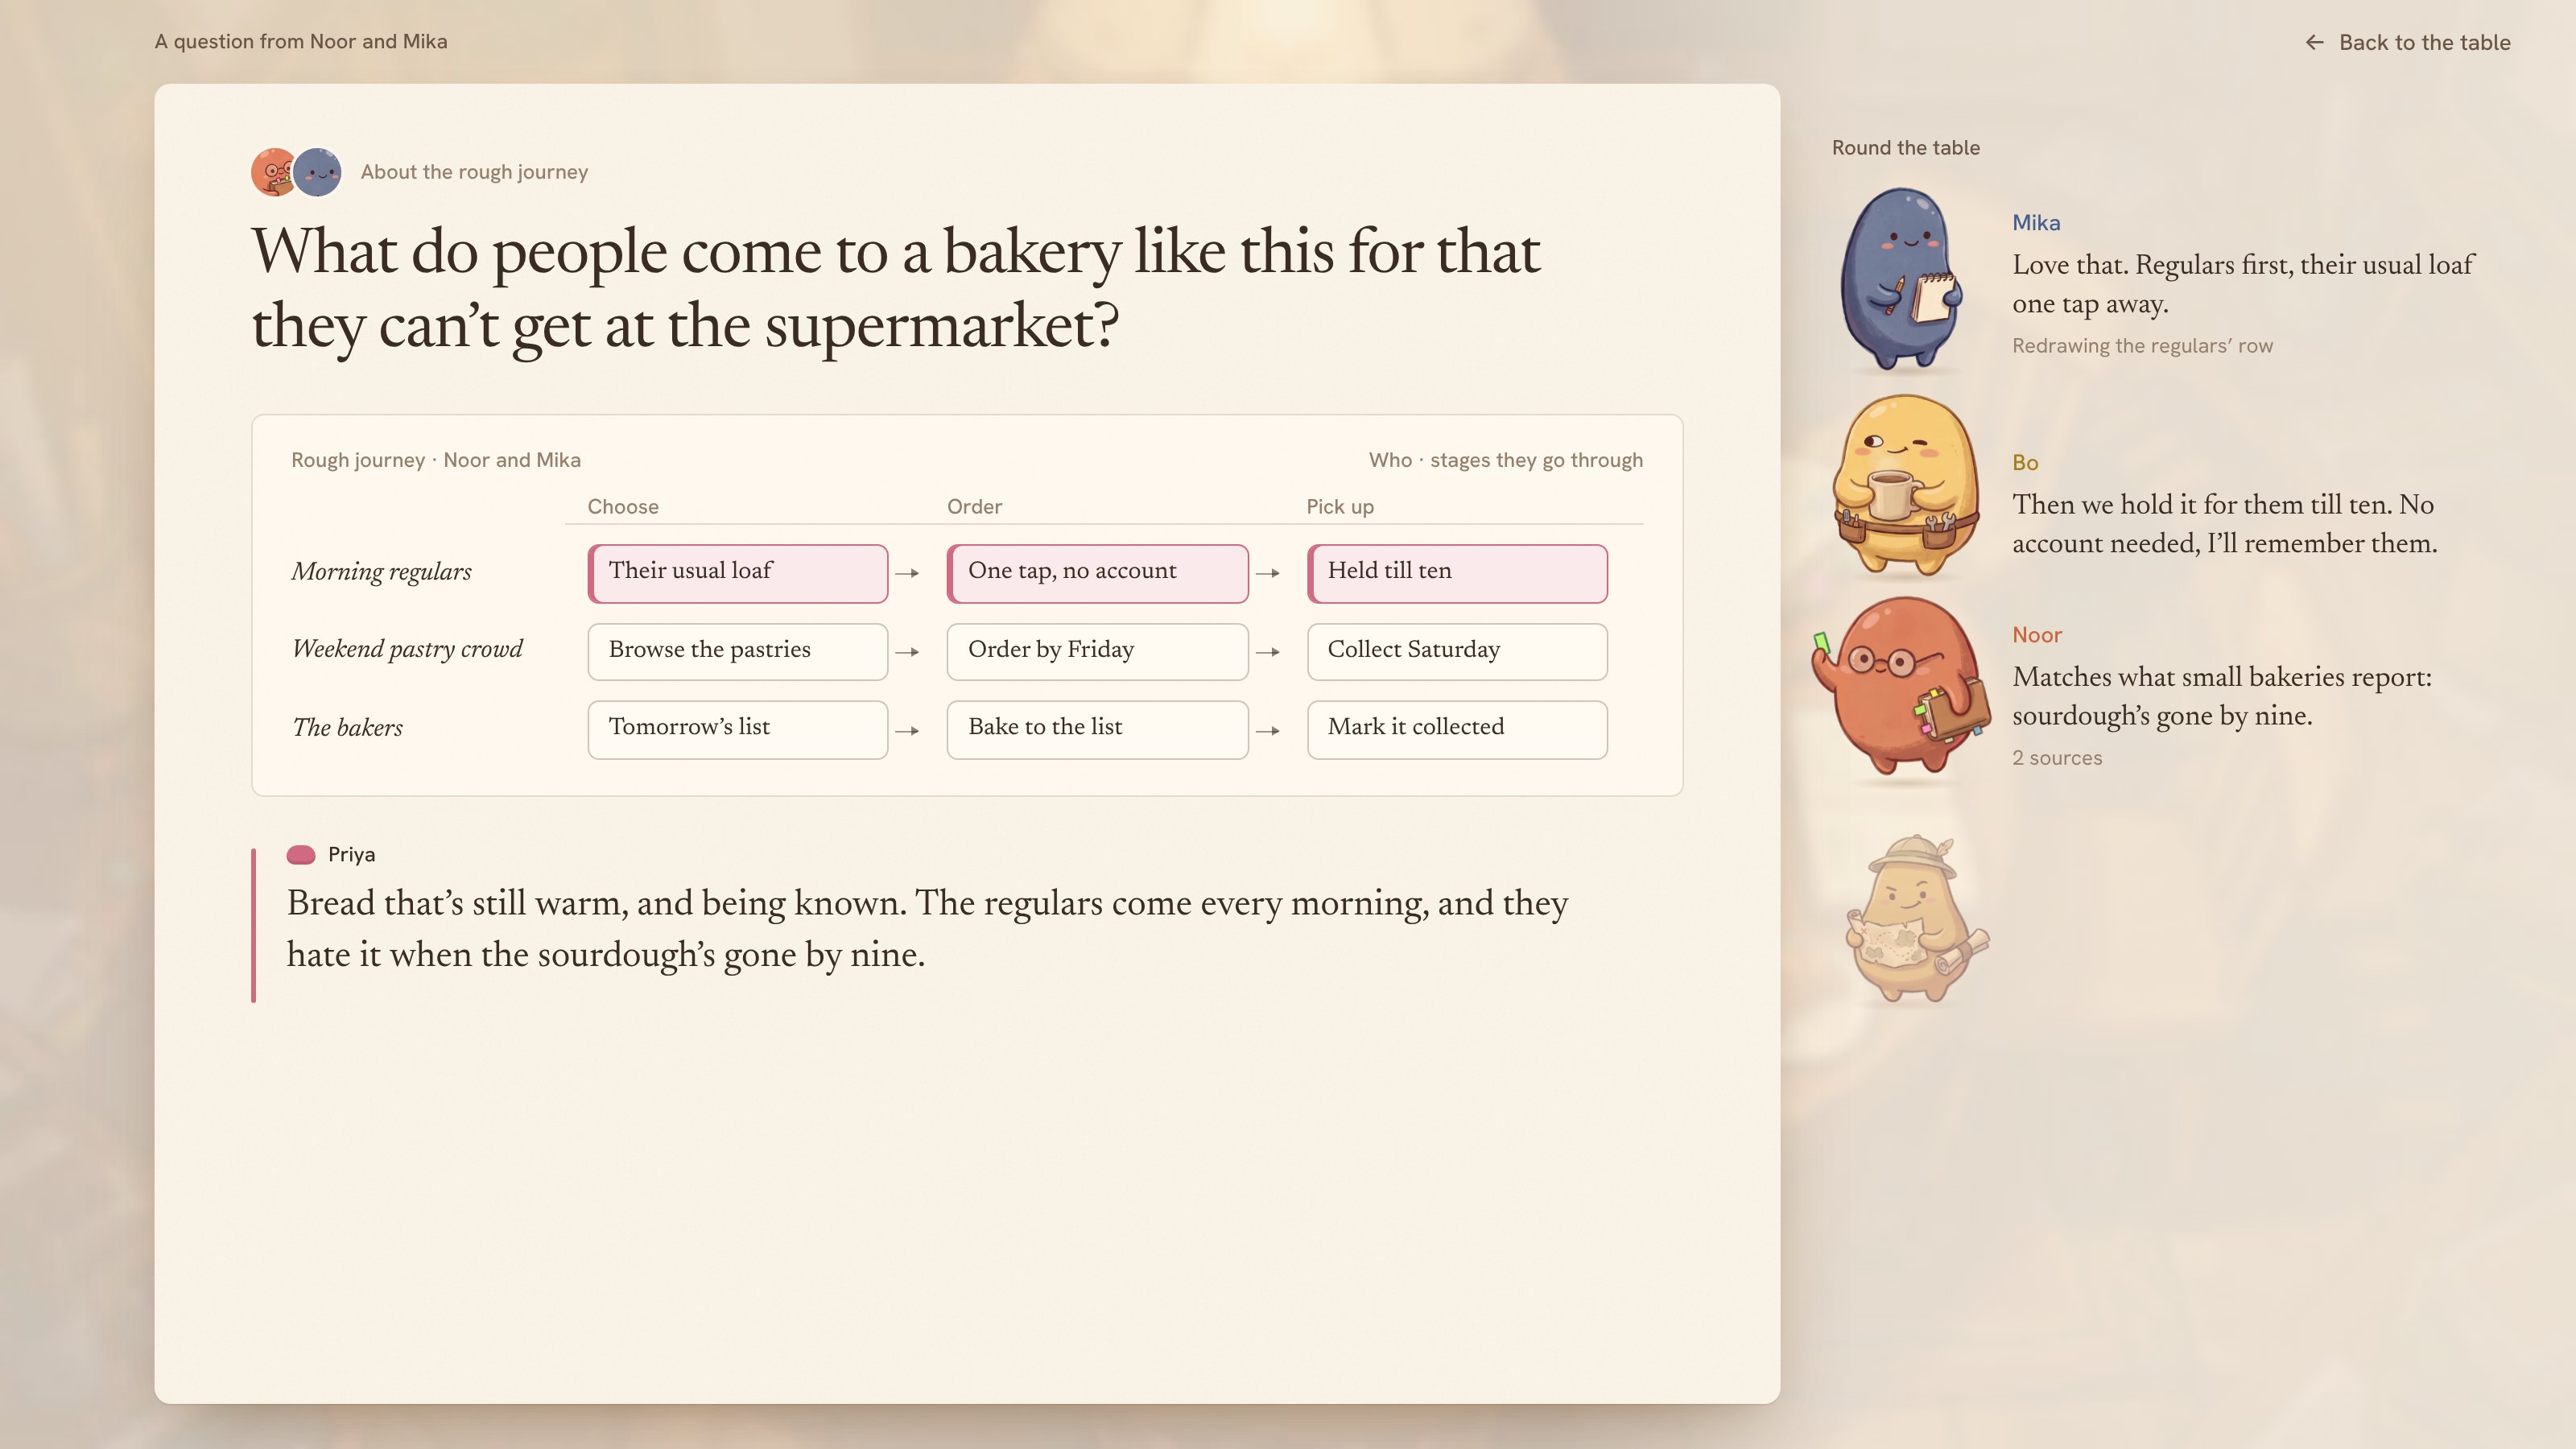 A question from Noor and Mika
← Back to the table
About the rough journey
What do people come to a bakery like this for that
they can’t get at the supermarket?
Rough journey · Noor and Mika
Who · stages they go through
Choose
Order
Pick up
Morning regulars
Their usual loaf
One tap, no account
Held till ten
Weekend pastry crowd
Browse the pastries
Order by Friday
Collect Saturday
The bakers
Tomorrow’s list
Bake to the list
Mark it collected
Priya
Bread that’s still warm, and being known. The regulars come every morning, and they
hate it when the sourdough’s gone by nine.
Round the table
Mika
Love that. Regulars first, their usual loaf
one tap away.
Redrawing the regulars’ row
Bo
Then we hold it for them till ten. No
account needed, I’ll remember them.
Noor
Matches what small bakeries report:
sourdough’s gone by nine.
2 sources